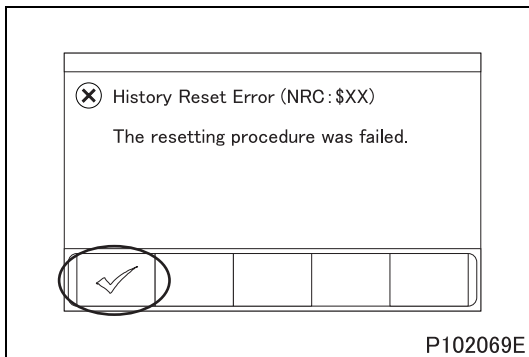 History Reset Error (NRC:$XX)
The resetting procedure was failed.
P102069E